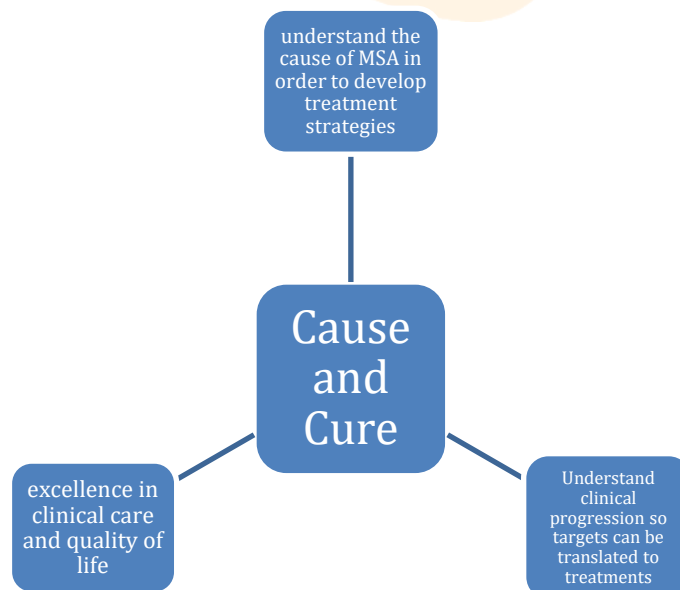 understand the
cause of MSA in
order to develop
treatment
strategies
Cause
and
Cure
excellence in
clinical care
and quality of
life
Understand
clinical
progression so
targets can be
translated to
treatments